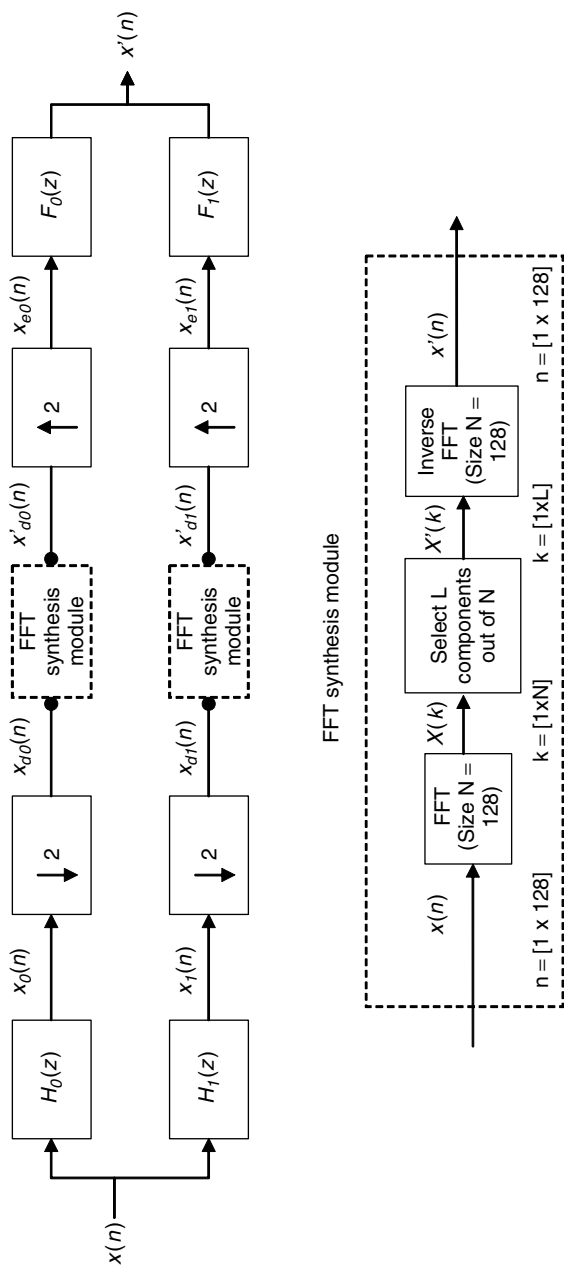 x(n)
H0(z)
x0(n)
2
xd0(n)
FFT
synthesis
module
x'd0(n)
2
xe0(n)
F0(z)
x'(n)
H1(z)
x1(n)
2
xd1(n)
FFT
synthesis
module
x'd1(n)
2
xe1(n)
F1(z)
FFT synthesis module
x(n)
n = [1 x 128]
FFT
(Size N =
128)
X(k)
k = [1xN]
Select L
components
out of N
X'(k)
k = [1xL]
Inverse
FFT
(Size N =
128)
x'(n)
n = [1 x 128]